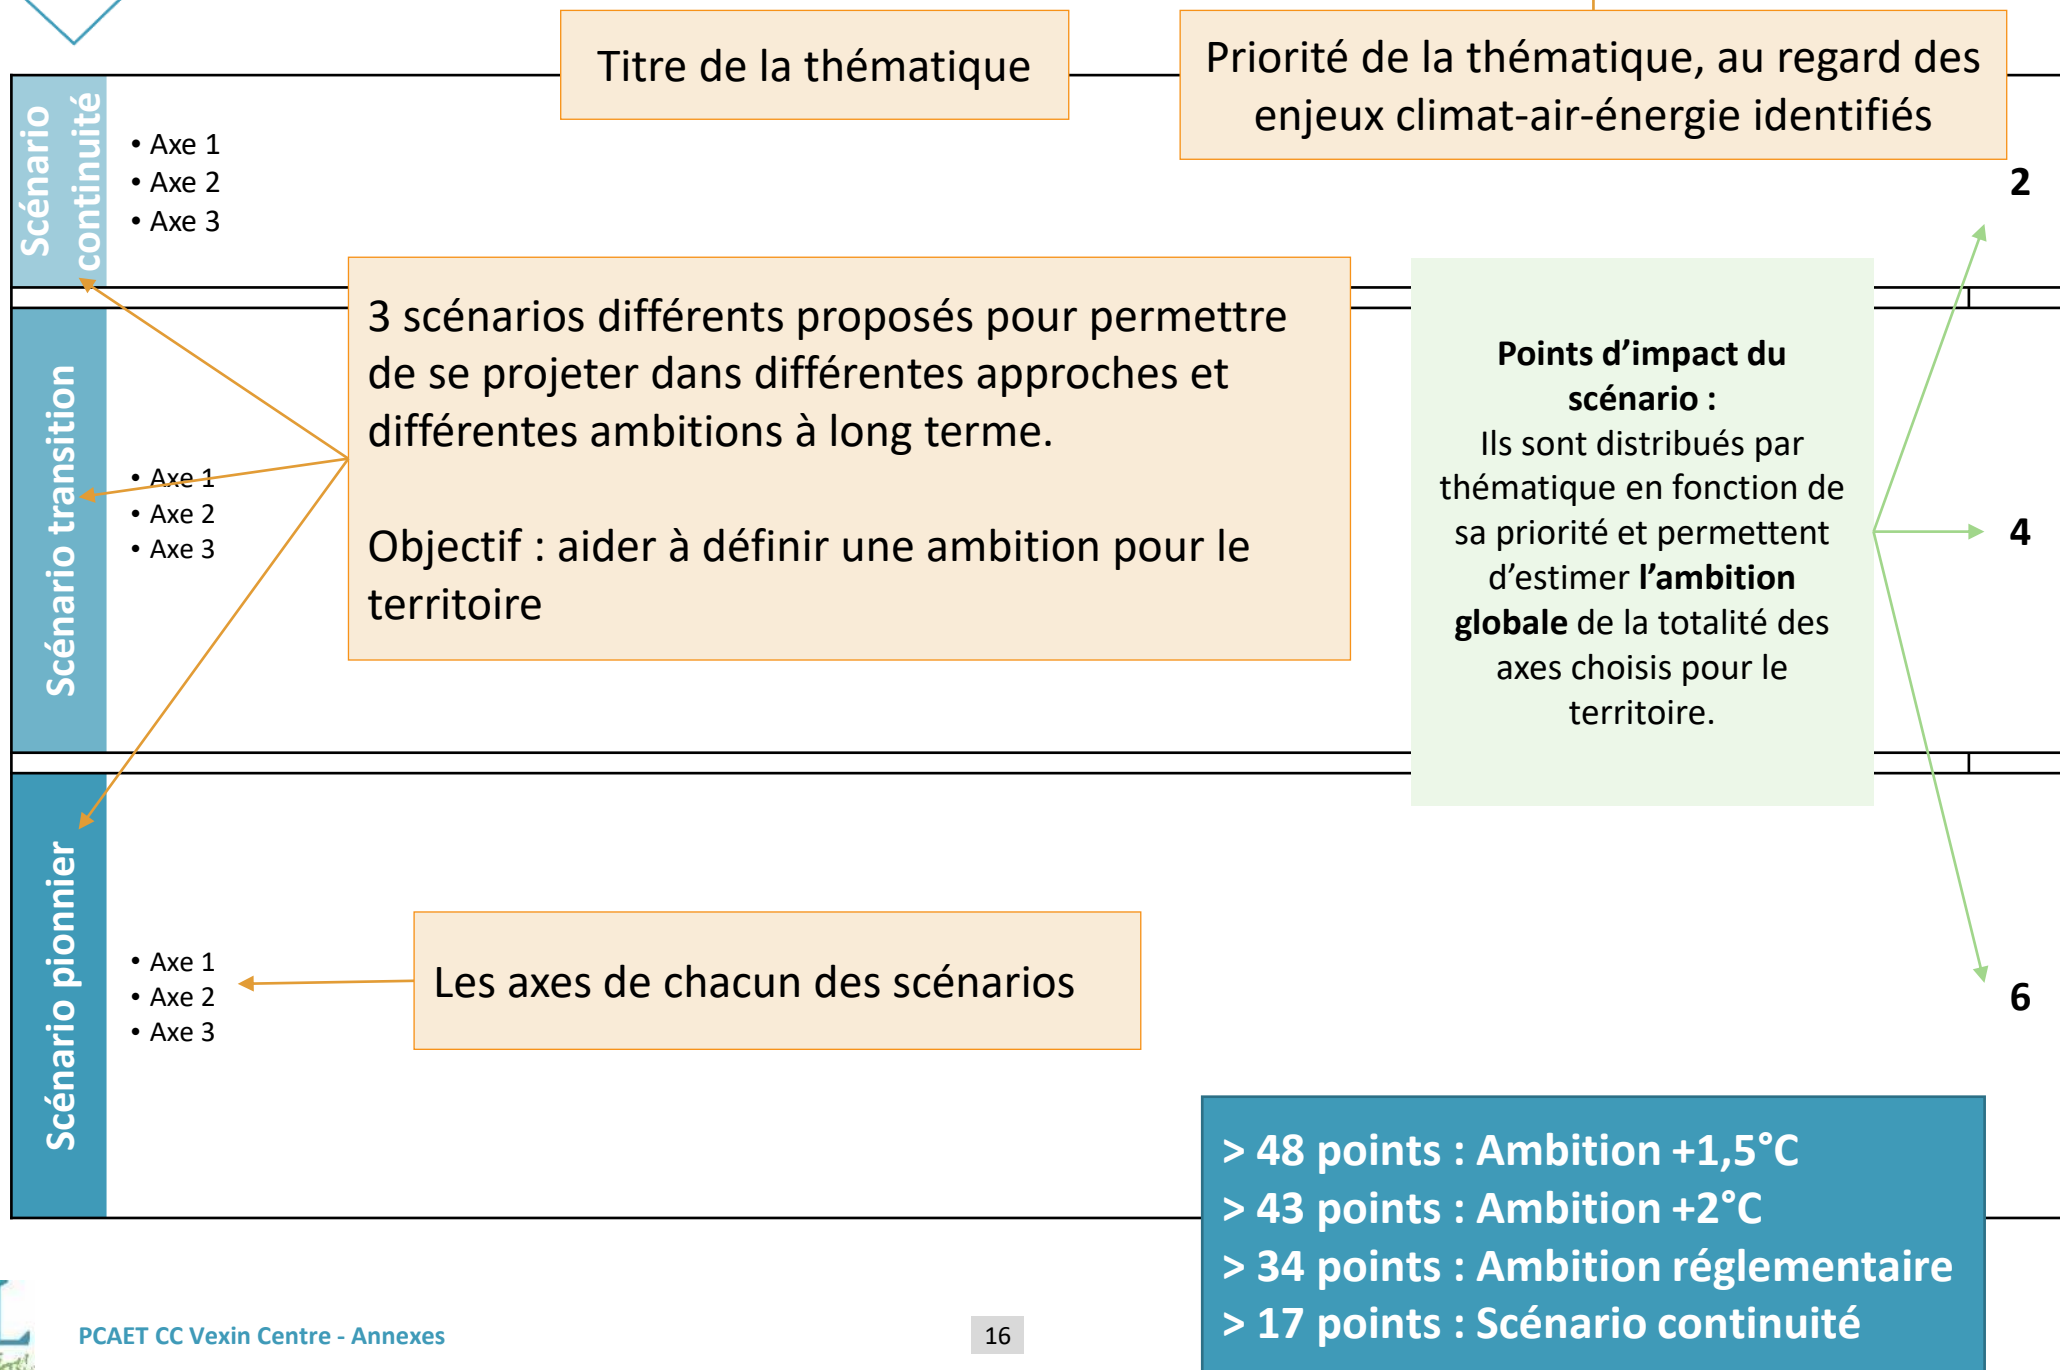 Titre de la thématique
Priorité de la thématique, au regard des
enjeux climat-air-énergie identifiés
Scénario
continuité
• Axe 1
• Axe 2
• Axe 3
2
3 scénarios différents proposés pour permettre
de se projeter dans différentes approches et
différentes ambitions à long terme.
Objectif : aider à définir une ambition pour le
territoire
Points d’impact du
scénario :
Ils sont distribués par
thématique en fonction de
sa priorité et permettent
d’estimer l’ambition
globale de la totalité des
axes choisis pour le
territoire.
Scénario transition
• Axe 1
• Axe 2
• Axe 3
4
Scénario pionnier
• Axe 1
• Axe 2
• Axe 3
Les axes de chacun des scénarios
6
> 48 points : Ambition +1,5°C
> 43 points : Ambition +2°C
> 34 points : Ambition réglementaire
> 17 points : Scénario continuité
PCAET CC Vexin Centre - Annexes
16